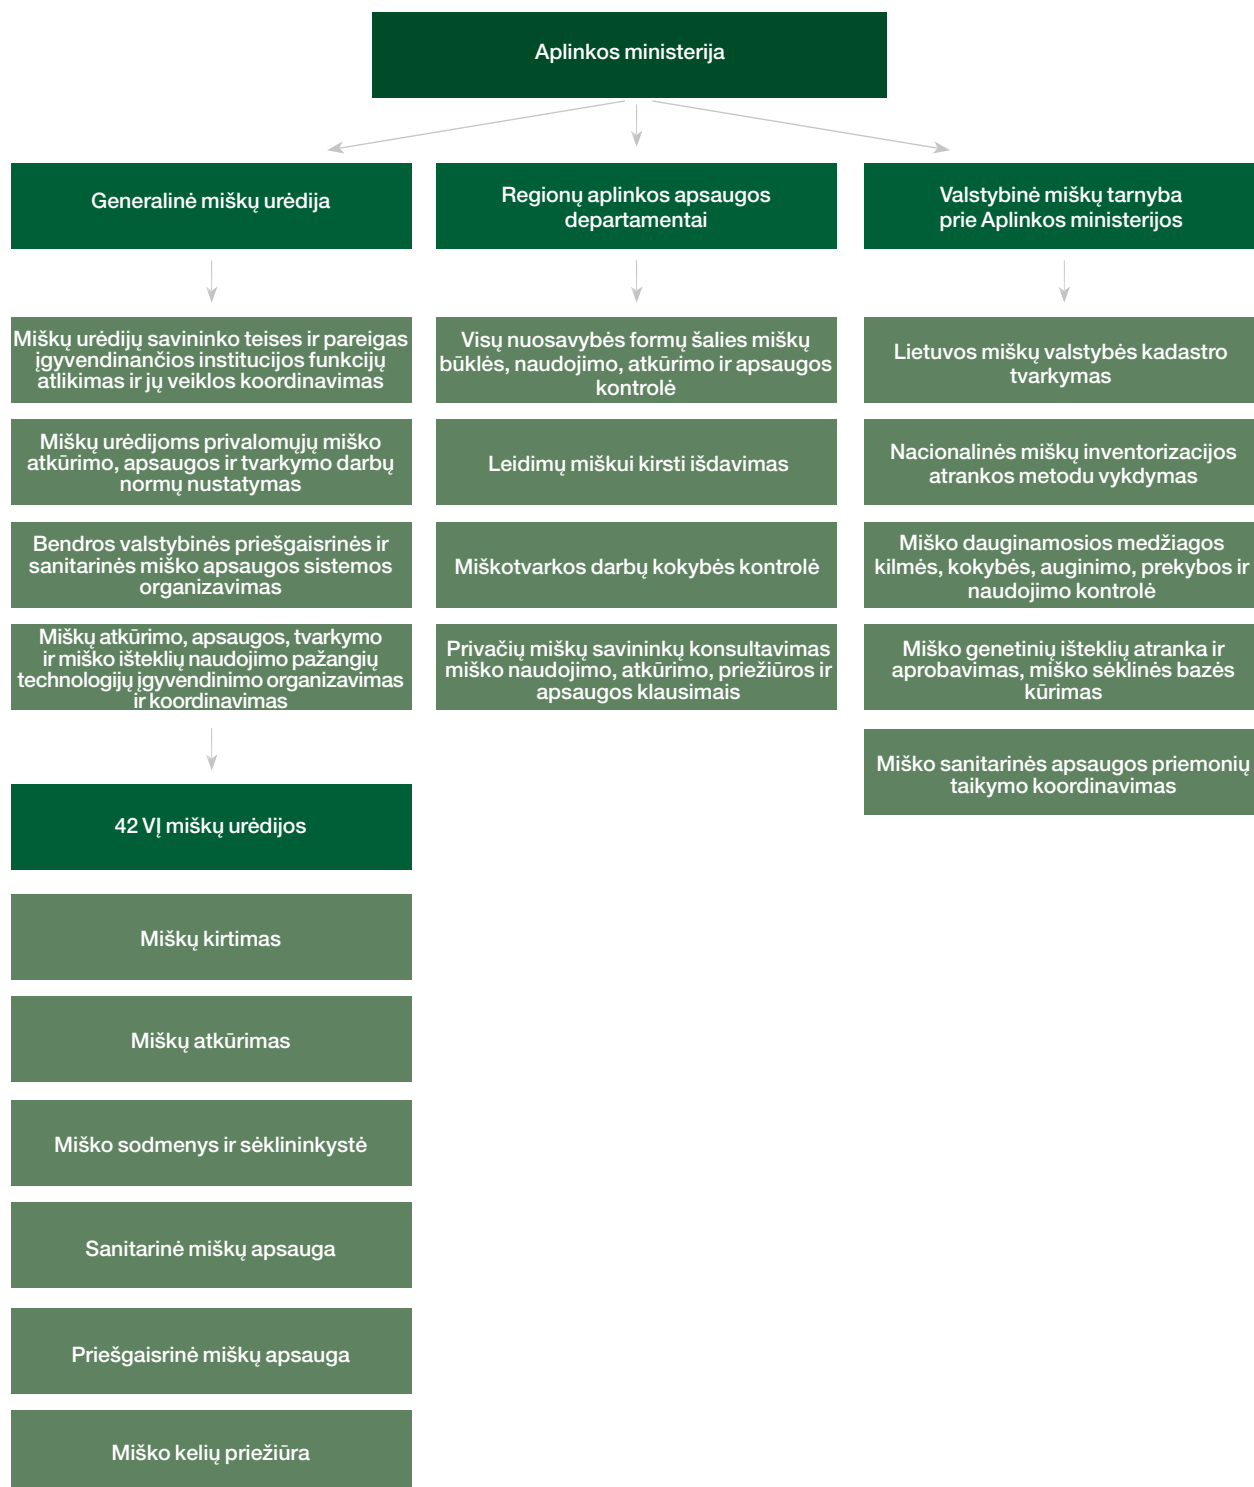 Aplinkos ministerija
Generalinė miškų urėdija
Miškų urėdijų savininko teises ir pareigas
įgyvendinančios institucijos funkcijų
atlikimas ir jų veiklos koordinavimas
Miškų urėdijoms privalomųjų miško
atkūrimo, apsaugos ir tvarkymo darbų
normų nustatymas
Bendros valstybinės priešgaisrinės ir
sanitarinės miško apsaugos sistemos
organizavimas
Miškų atkūrimo, apsaugos, tvarkymo
ir miško išteklių naudojimo pažangių
technologijų įgyvendinimo organizavimas
ir koordinavimas
42 VĮ miškų urėdijos
Miškų kirtimas
Miškų atkūrimas
Miško sodmenys ir sėklininkystė
Sanitarinė miškų apsauga
Priešgaisrinė miškų apsauga
Miško kelių priežiūra
Regionų aplinkos apsaugos
departamentai
Visų nuosavybės formų šalies miškų
būklės, naudojimo, atkūrimo ir apsaugos
kontrolė
Leidimų miškui kirsti išdavimas
Miškotvarkos darbų kokybės kontrolė
Privačių miškų savininkų konsultavimas
miško naudojimo, atkūrimo, priežiūros ir
apsaugos klausimais
Valstybinė miškų tarnyba
prie Aplinkos ministerijos
Lietuvos miškų valstybės kadastro
tvarkymas
Nacionalinės miškų inventorizacijos
atrankos metodu vykdymas
Miško dauginamosios medžiagos
kilmės, kokybės, auginimo, prekybos ir
naudojimo kontrolė
Miško genetinių išteklių atranka ir
aprobavimas, miško sėklinės bazės
kūrimas
Miško sanitarinės apsaugos priemonių
taikymo koordinavimas